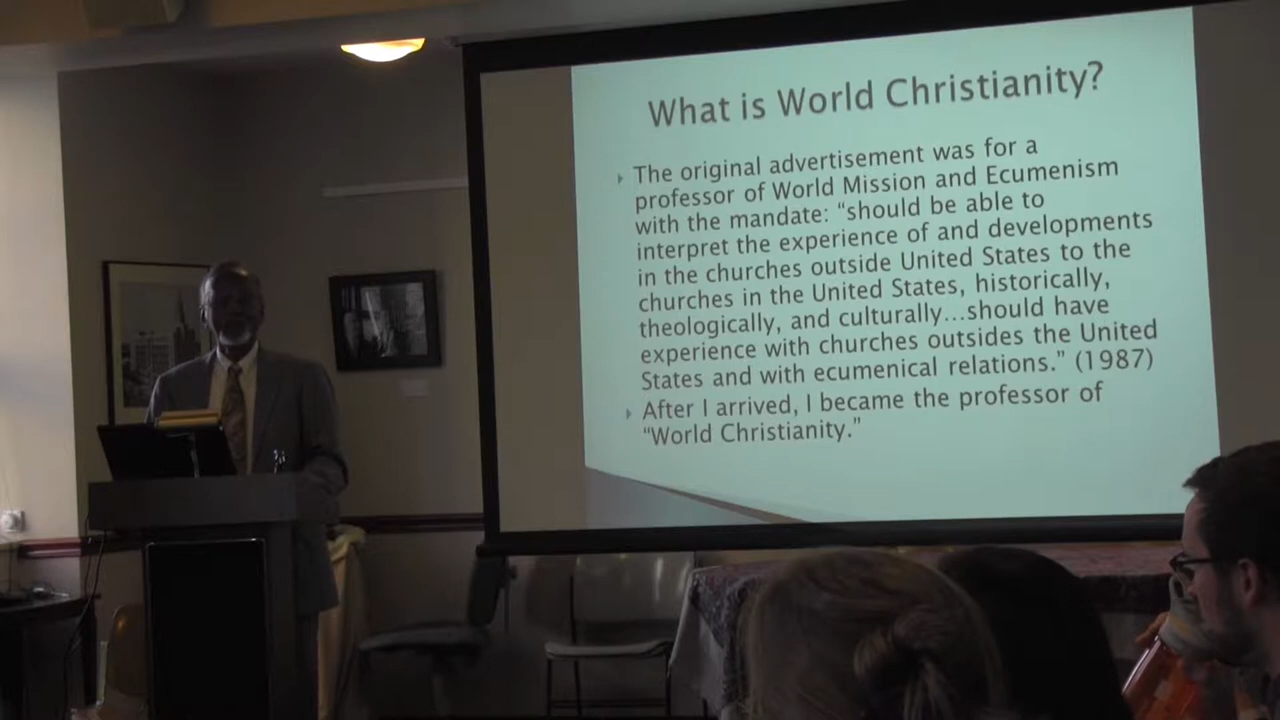 What is World Christianity?
The original advertisement was for a
professor of World Mission and Ecumenism
with the mandate: “should be able to
interpret the experience of and developments
in the churches outside United States to the
churches in the United States, historically,
theologically, and culturally...should have
experience with churches outsides the United
States and with ecumenical relations.” (1987)
After I arrived, I became the professor of
“World Christianity.”